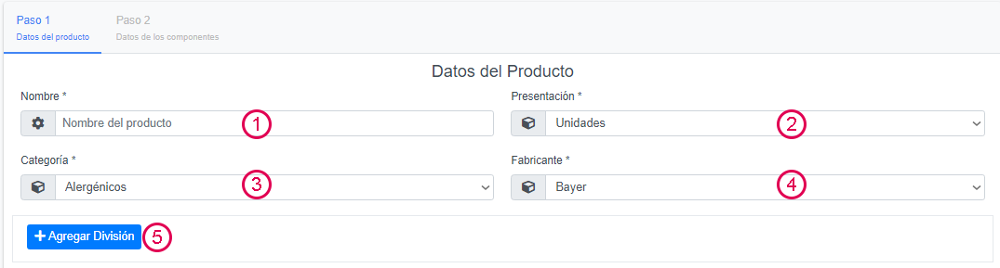 Paso 1
Paso 2
Datos del producto
Datos de los componentes
Datos del Producto
Nombre *
Presentación *
Nombre del producto
1
Unidades
2
Categoría *
Fabricante *
Alergénicos
3
Bayer
4
Agregar División
5